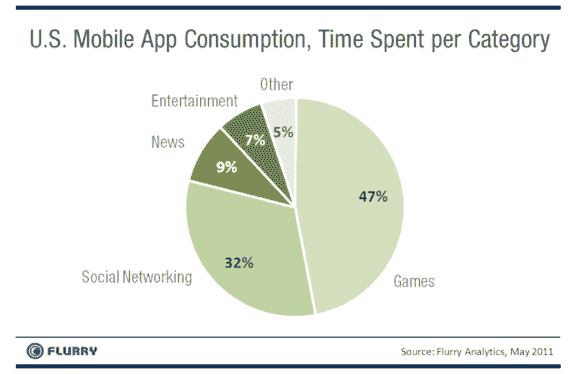 U.S. Mobile App Consumption, Time Spent per Category
Other
Entertainment
5%
7%
News
9%
47%
32%
Social Networking
Games
FLURRY
Source: Flurry Analytics, May 2011